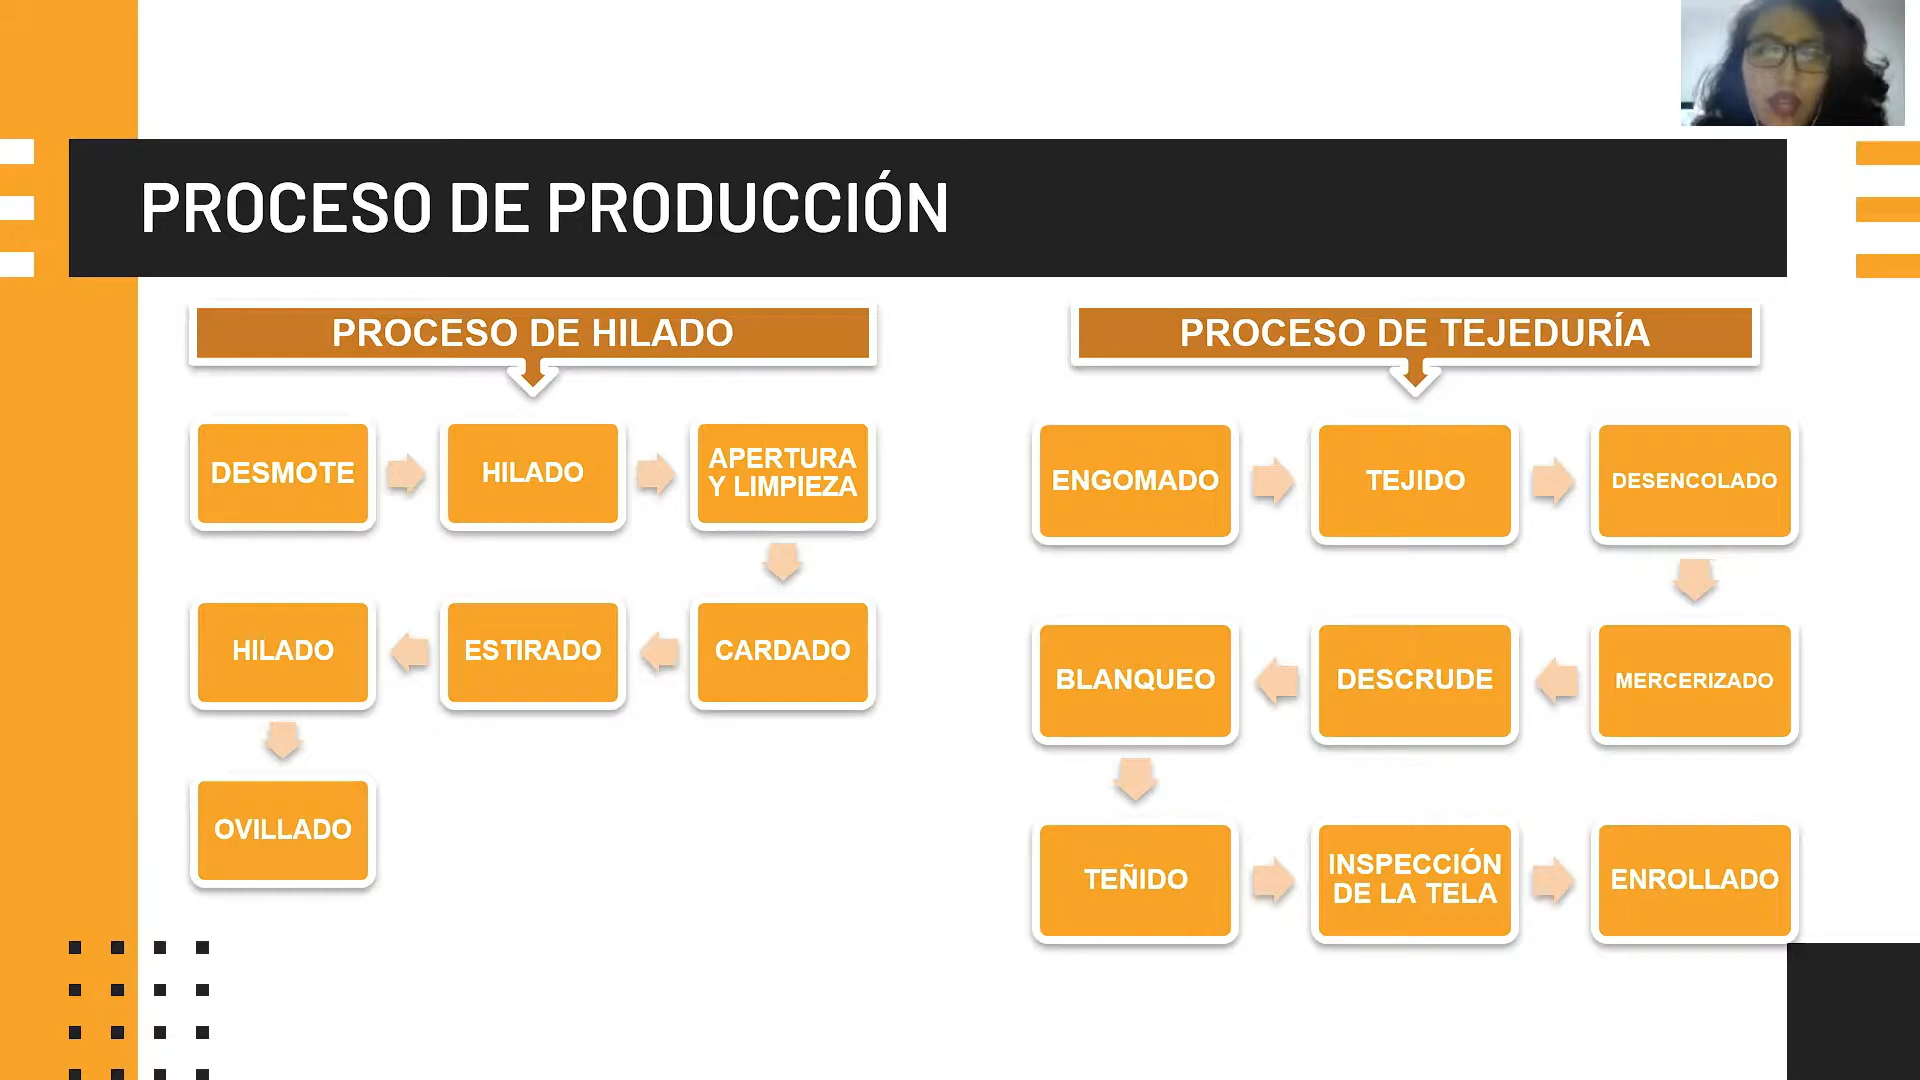 PROCESO DE PRODUCCIÓN
PROCESO DE HILADO
DESMOTE
HILADO
APERTURA
Y LIMPIEZA
CARDADO
ESTIRADO
HILADO
OVILLADO
PROCESO DE TEJEDURÍA
ENGOMADO
TEJIDO
DESENCOLADO
MERCERIZADO
DESCRUDE
BLANQUEO
TEÑIDO
INSPECCIÓN
DE LA TELA
ENROLLADO